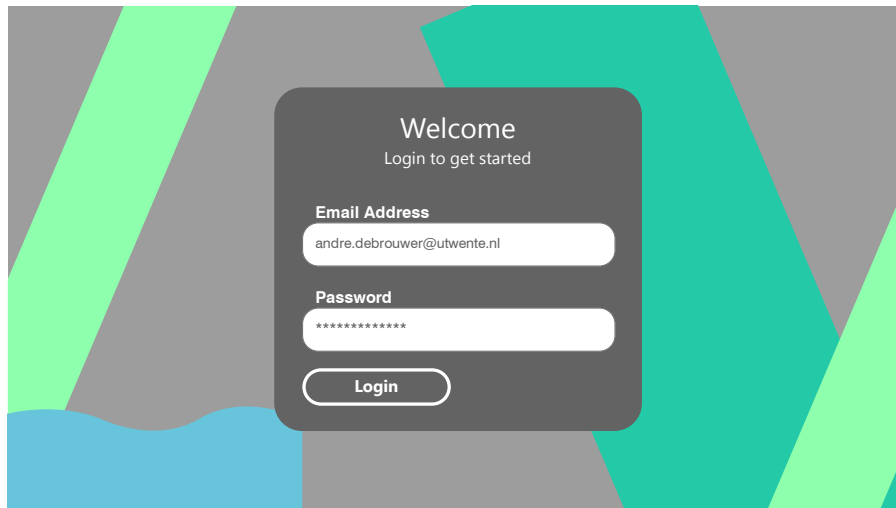 Welcome
Login to get started
Email Address
andre.debrouwer@utwente.nl
Password
*************
Login